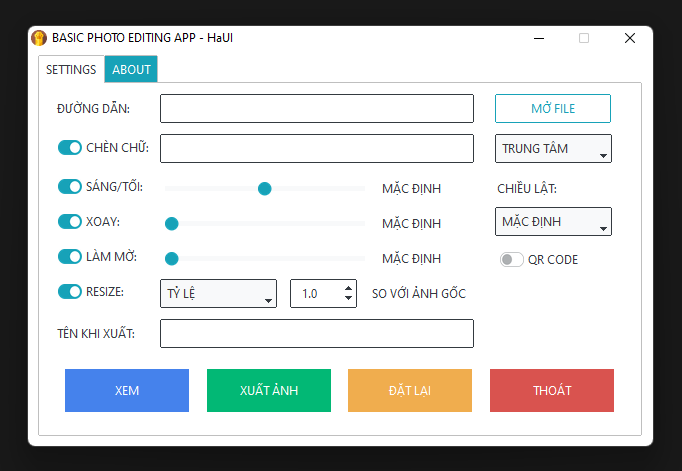 BASIC PHOTO EDITING APP - HaUI
SETTINGS ABOUT
ĐƯỜNG DẪN: MỞ FILE
CHÈN CHỮ: TRUNG TÂM
SÁNG/TỐI: MẶC ĐỊNH CHIỀU LẬT:
XOAY: MẶC ĐỊNH MẶC ĐỊNH
LÀM MỜ: MẶC ĐỊNH QR CODE
RESIZE: TỶ LỆ 1.0 SO VỚI ẢNH GỐC
TÊN KHI XUẤT:
XEM XUẤT ẢNH ĐẶT LẠI THOÁT